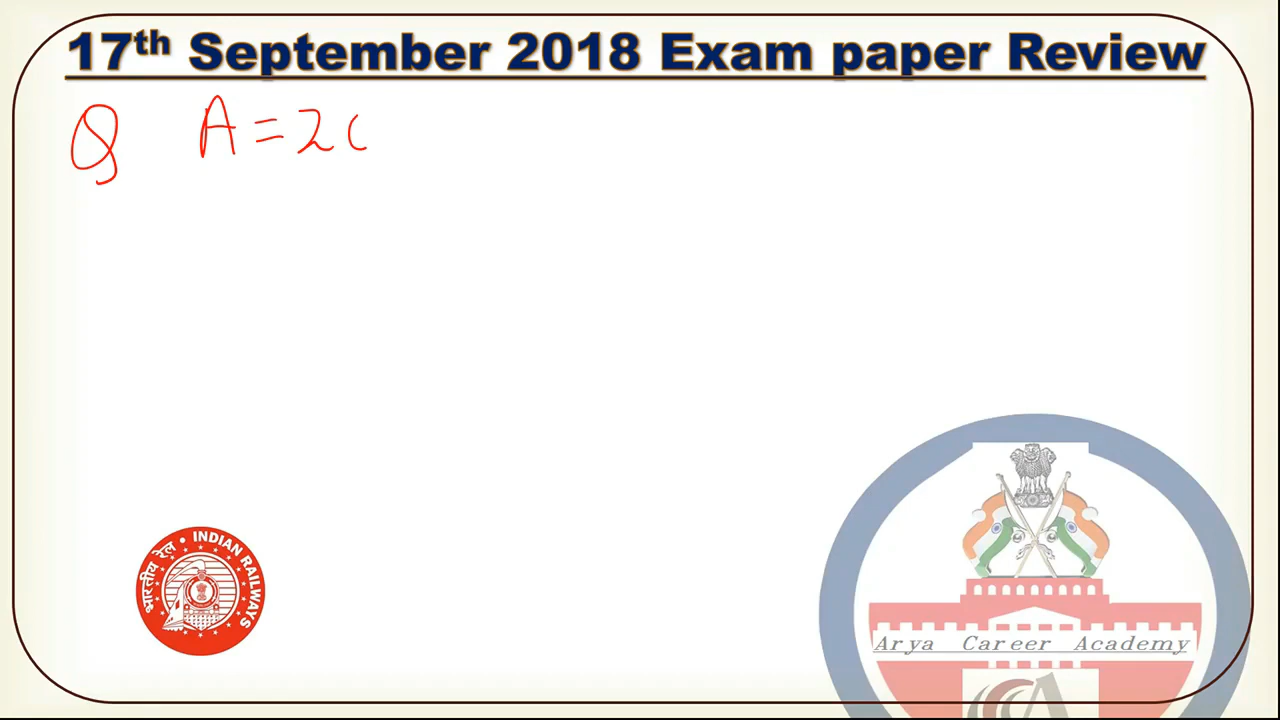 17th September 2018 Exam paper Review
Q A = 2 (
भारतीय रेल • INDIAN RAILWAYS
Arya Career Academy